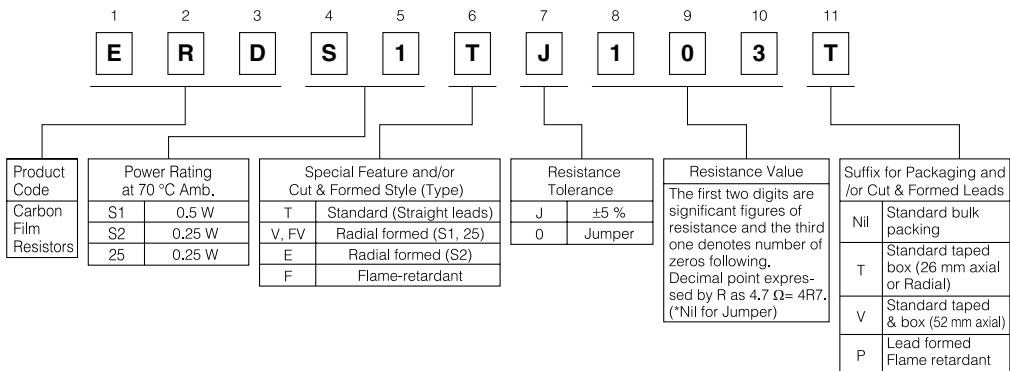 1 2 3 4 5 6 7 8 9 10 11
E R D S 1 T J 1 0 3 T
Product
Code
Carbon
Film
Resistors
Power Rating
at 70 °C Amb.
S1 0.5 W
S2 0.25 W
25 0.25 W
Special Feature and/or
Cut & Formed Style (Type)
T Standard (Straight leads)
V, FV Radial formed (S1, 25)
E Radial formed (S2)
F Flame-retardant
Resistance
Tolerance
J ±5 %
0 Jumper
Resistance Value
The first two digits are
significant figures of
resistance and the third
one denotes number of
zeros following.
Decimal point expres-
sed by R as 4.7 Ω= 4R7.
(*Nil for Jumper)
Suffix for Packaging and
/or Cut & Formed Leads
Nil Standard bulk
packing
T Standard taped
box (26 mm axial
or Radial)
V Standard taped
& box (52 mm axial)
P Lead formed
Flame retardant